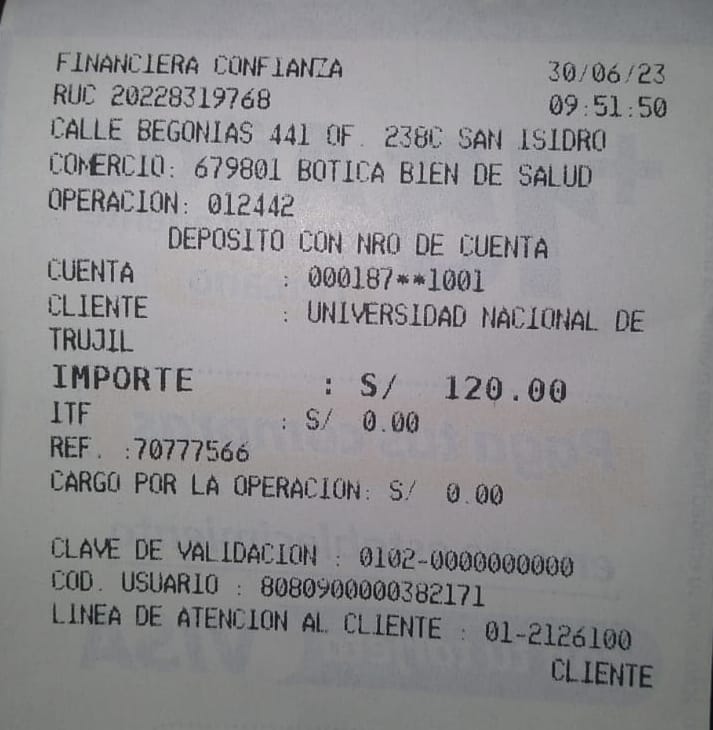 FINANCIERA CONFIANZA 30/06/23
RUC 20228319768 09:51:50
CALLE BEGONIAS 441 OF. 238C SAN ISIDRO
COMERCIO: 679801 BOTICA BIEN DE SALUD
OPERACION: 012442
DEPOSITO CON NRO DE CUENTA
CUENTA : 000187**1001
CLIENTE : UNIVERSIDAD NACIONAL DE
TRUJIL
IMPORTE : S/ 120.00
ITF : S/ 0.00
REF. :70777566
CARGO POR LA OPERACION: S/ 0.00
CLAVE DE VALIDACION : 0102-0000000000
COD. USUARIO : 8080900000382171
LINEA DE ATENCION AL CLIENTE : 01-2126100
CLIENTE